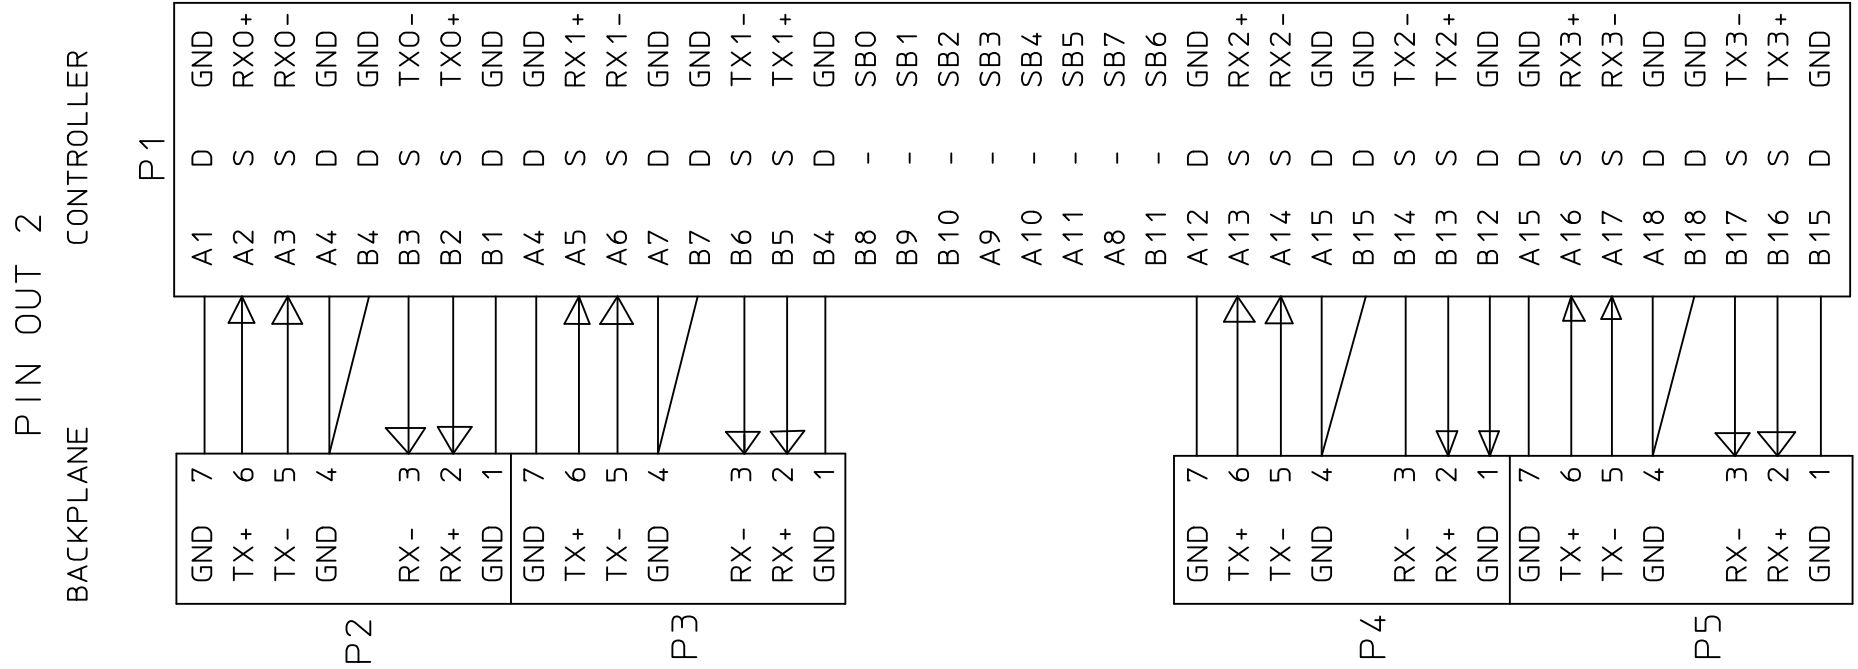 PIN OUT 2
BACKPLANE CONTROLLER
P1
GND 7 A1 D GND
TX+ 6 A2 S RX0+
TX- 5 A3 S RX0-
GND 4 A4 D GND
P2 B4 D GND
RX- 3 B3 S TX0-
RX+ 2 B2 S TX0+
GND 1 B1 D GND
GND 7 A4 D GND
TX+ 6 A5 S RX1+
TX- 5 A6 S RX1-
GND 4 A7 D GND
P3 B7 D GND
RX- 3 B6 S TX1-
RX+ 2 B5 S TX1+
GND 1 B4 D GND
B8 - SB0
B9 - SB1
B10 - SB2
A9 - SB3
A10 - SB4
A11 - SB5
A8 - SB7
B11 - SB6
GND 7 A12 D GND
TX+ 6 A13 S RX2+
TX- 5 A14 S RX2-
GND 4 A15 D GND
P4 B15 D GND
RX- 3 B14 S TX2-
RX+ 2 B13 S TX2+
GND 1 B12 D GND
GND 7 A15 D GND
TX+ 6 A16 S RX3+
TX- 5 A17 S RX3-
GND 4 A18 D GND
P5 B18 D GND
RX- 3 B17 S TX3-
RX+ 2 B16 S TX3+
GND 1 B15 D GND